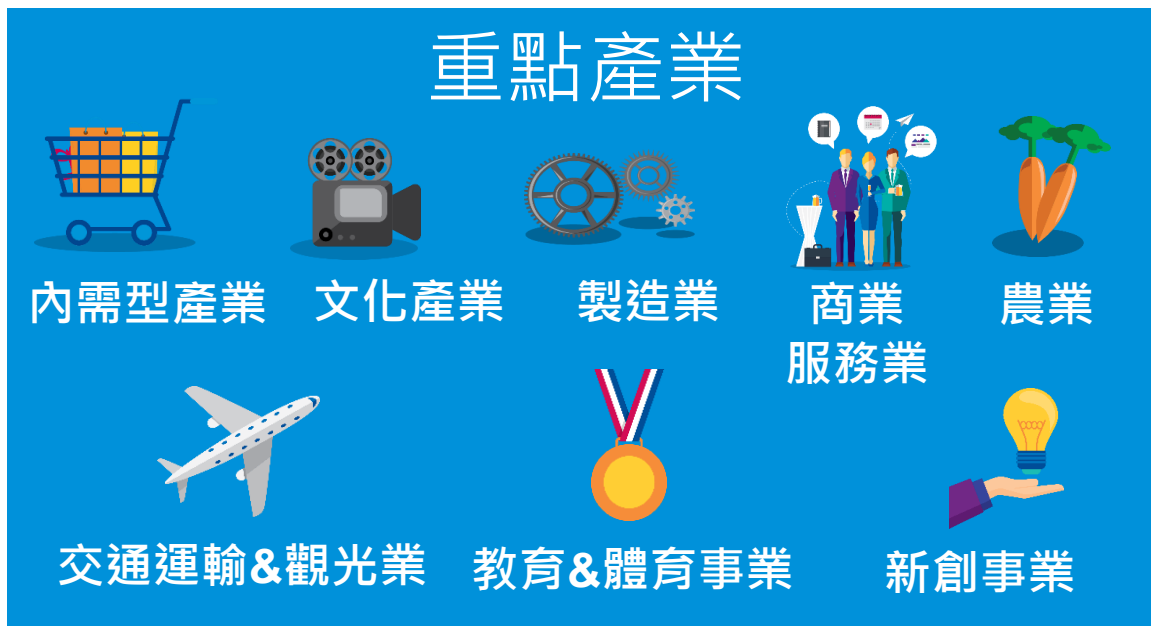 重點產業
內需型產業
文化產業
製造業
商業
服務業
農業
交通運輸&觀光業
教育&體育事業
新創事業